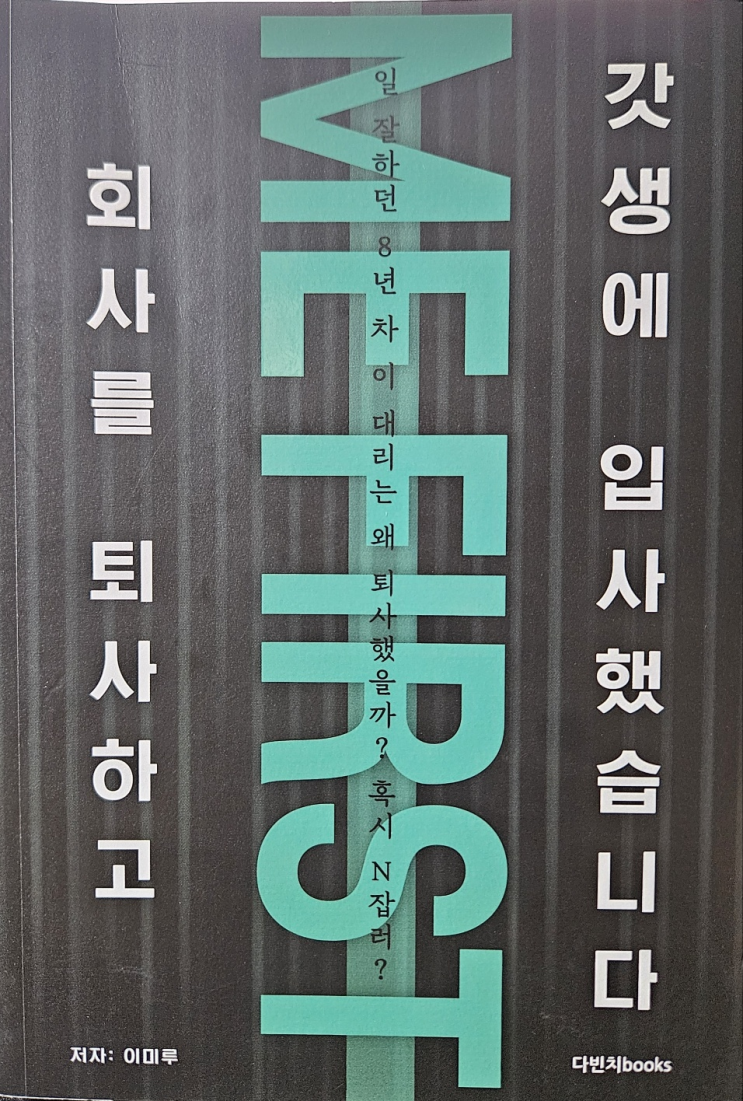 회사를 퇴사하고
ME FIRST
일 잘하던 8년 차 이 대리는 왜 퇴사했을까? 혹시 N잡러?
갓생에 입사했습니다
저자: 이미루
다빈치books